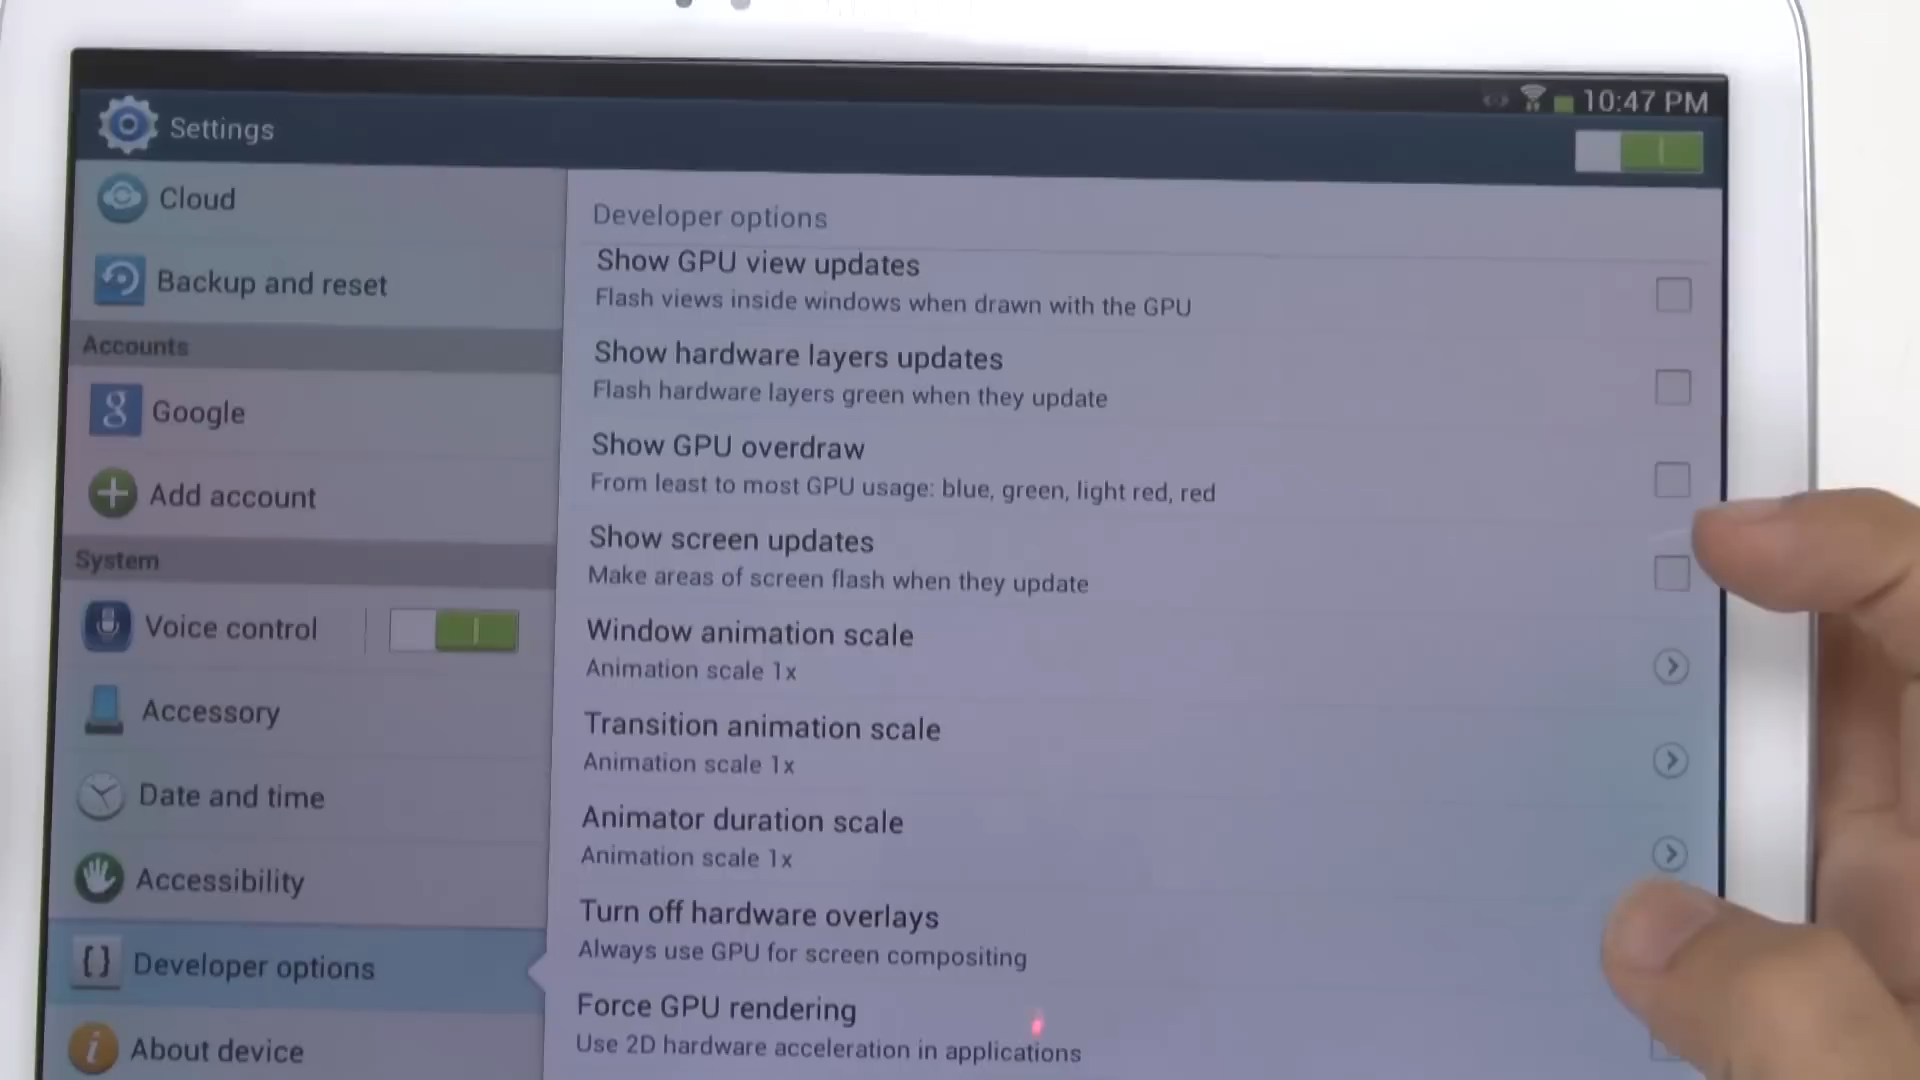 10:47 PM
Settings
Cloud
Backup and reset
Accounts
Google
Add account
System
Voice control
Accessory
Date and time
Accessibility
Developer options
About device
Developer options
Show GPU view updates
Flash views inside windows when drawn with the GPU
Show hardware layers updates
Flash hardware layers green when they update
Show GPU overdraw
From least to most GPU usage: blue, green, light red, red
Show screen updates
Make areas of screen flash when they update
Window animation scale
Animation scale 1x
Transition animation scale
Animation scale 1x
Animator duration scale
Animation scale 1x
Turn off hardware overlays
Always use GPU for screen compositing
Force GPU rendering
Use 2D hardware acceleration in applications